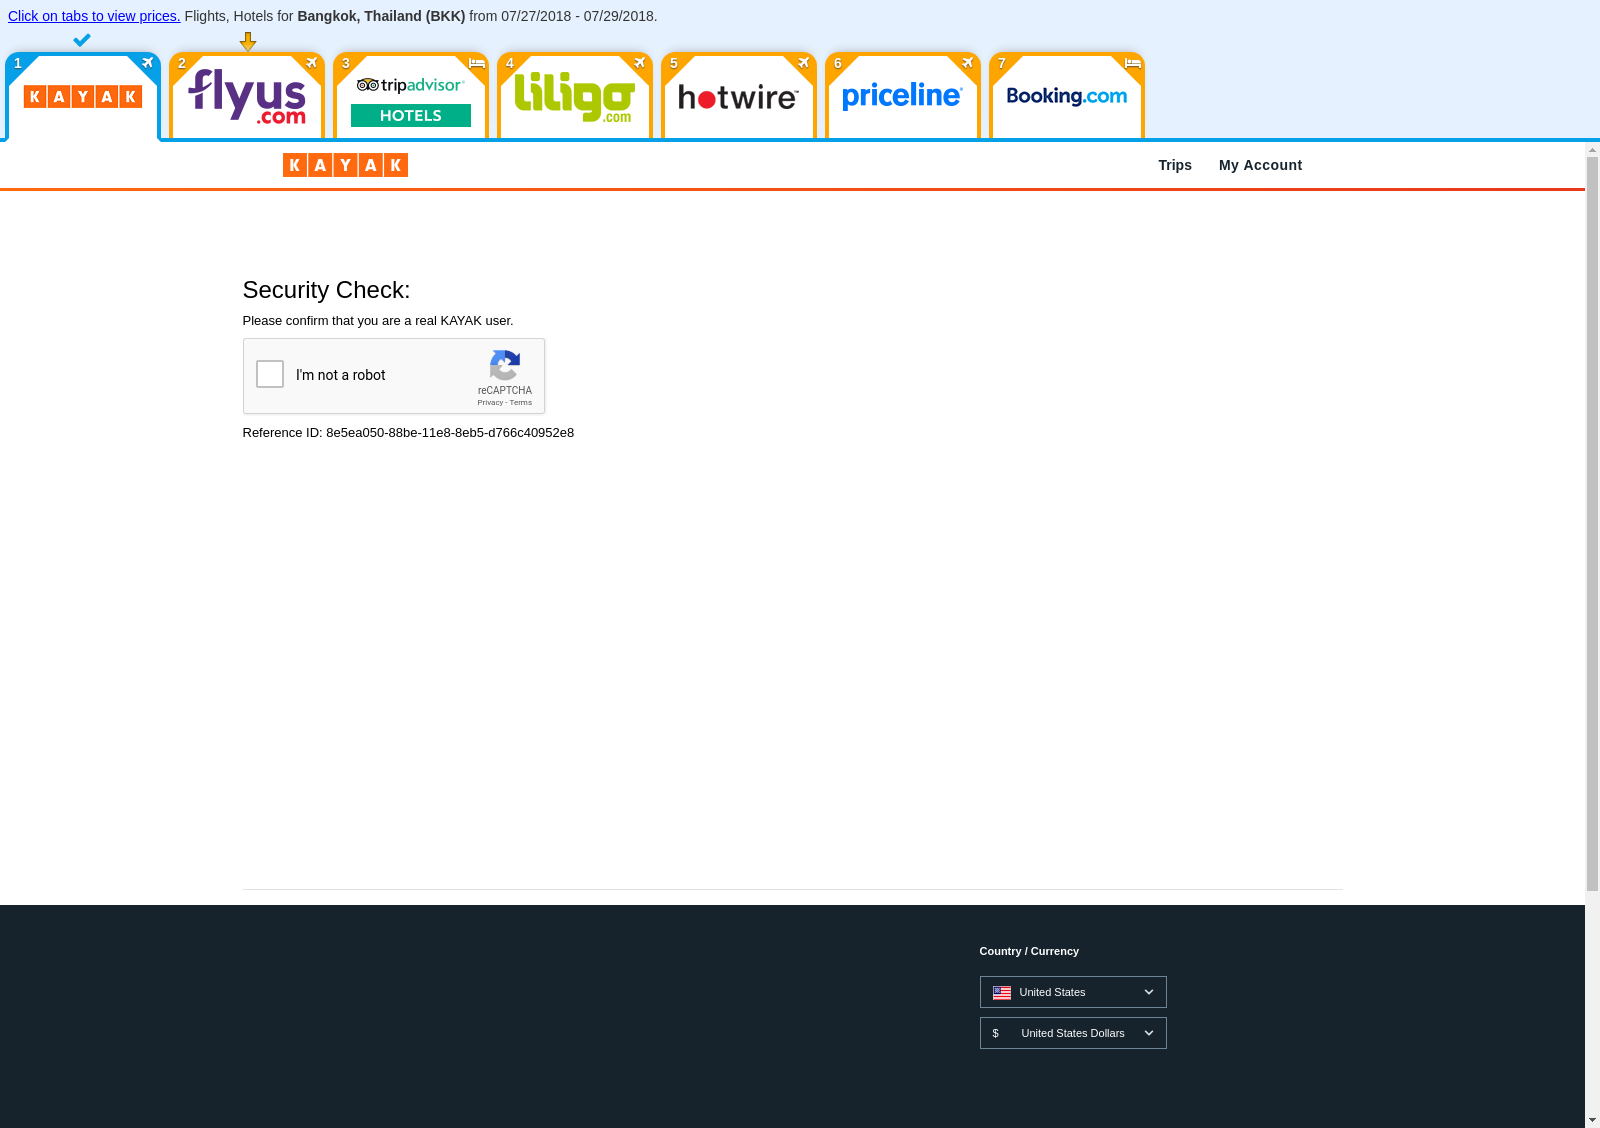 Click on tabs to view prices. Flights, Hotels for Bangkok, Thailand (BKK) from 07/27/2018 - 07/29/2018.
1 2 3 4 5 6 7
KAYAK
flyus.com
tripadvisor®
HOTELS
liligo.com
hotwire™
priceline®
Booking.com
KAYAK Trips My Account
Security Check:
Please confirm that you are a real KAYAK user.
I'm not a robot
reCAPTCHA
Privacy - Terms
Reference ID: 8e5ea050-88be-11e8-8eb5-d766c40952e8
Country / Currency
United States
$ United States Dollars